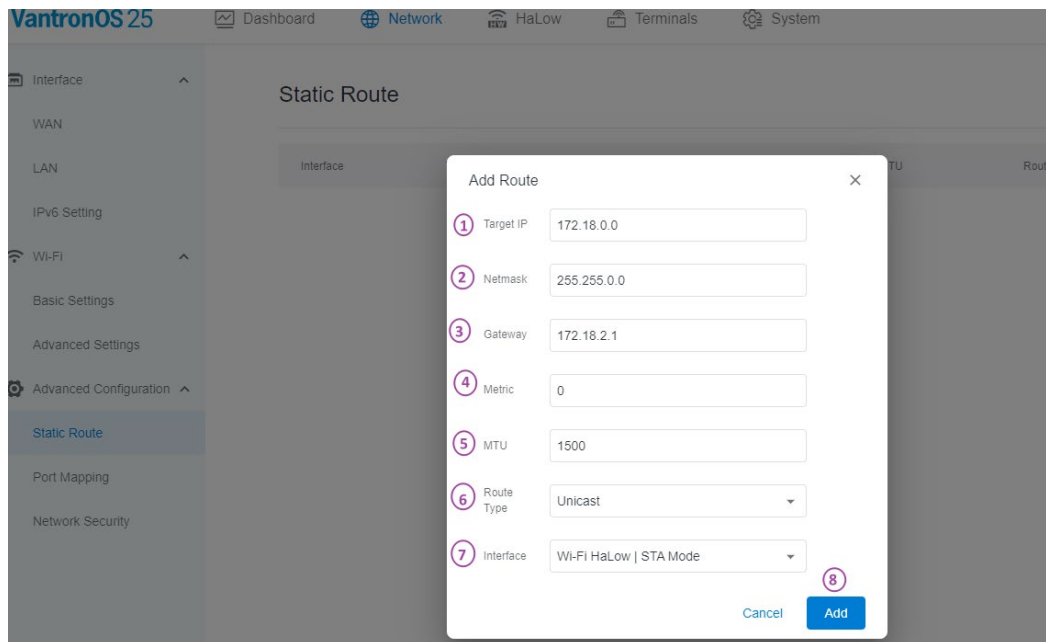 VantronOS 25
Dashboard
Network
HaLow
Terminals
System
Interface
WAN
LAN
IPv6 Setting
Wi-Fi
Basic Settings
Advanced Settings
Advanced Configuration
Static Route
Port Mapping
Network Security
Static Route
Interface
TU
Rout
Add Route
1 Target IP 172.18.0.0
2 Netmask 255.255.0.0
3 Gateway 172.18.2.1
4 Metric 0
5 MTU 1500
6 Route Type Unicast
7 Interface Wi-Fi HaLow | STA Mode
8
Cancel Add